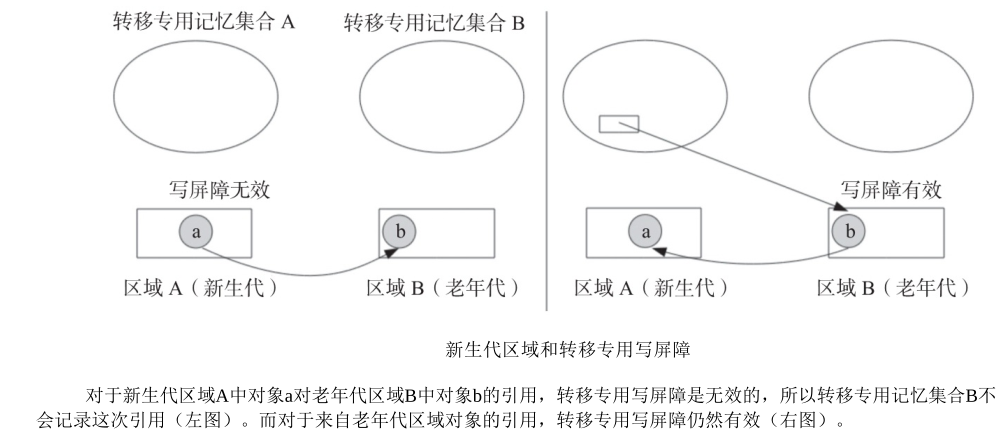 转移专用记忆集合 A
转移专用记忆集合 B
写屏障无效
写屏障有效
a
b
a
b
区域 A（新生代）
区域 B（老年代）
区域 A（新生代）
区域 B（老年代）
新生代区域和转移专用写屏障
对于新生代区域A中对象a对老年代区域B中对象b的引用，转移专用写屏障是无效的，所以转移专用记忆集合B不
会记录这次引用（左图）。而对于来自老年代区域对象的引用，转移专用写屏障仍然有效（右图）。